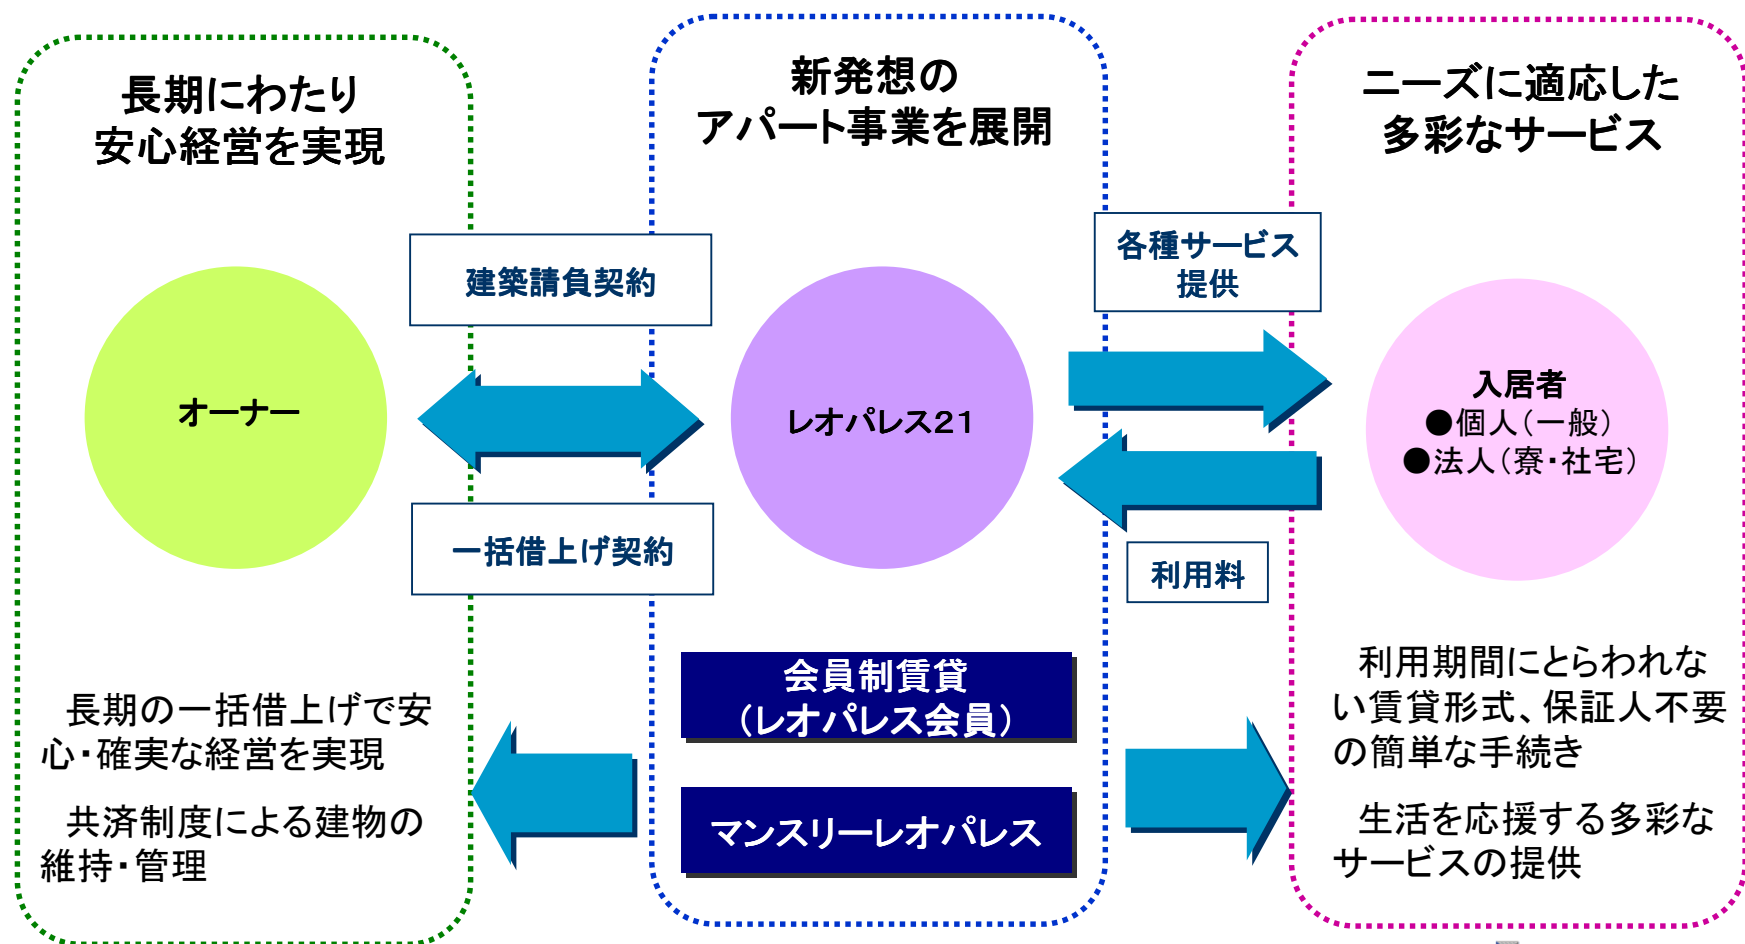 長期にわたり
安心経営を実現
新発想の
アパート事業を展開
ニーズに適応した
多彩なサービス
建築請負契約
各種サービス
提供
オーナー
レオパレス21
入居者
●個人(一般)
●法人(寮・社宅)
一括借上げ契約
利用料
長期の一括借上げで安
心・確実な経営を実現
共済制度による建物の
維持・管理
会員制賃貸
(レオパレス会員)
マンスリーレオパレス
利用期間にとらわれな
い賃貸形式、保証人不要
の簡単な手続き
生活を応援する多彩な
サービスの提供